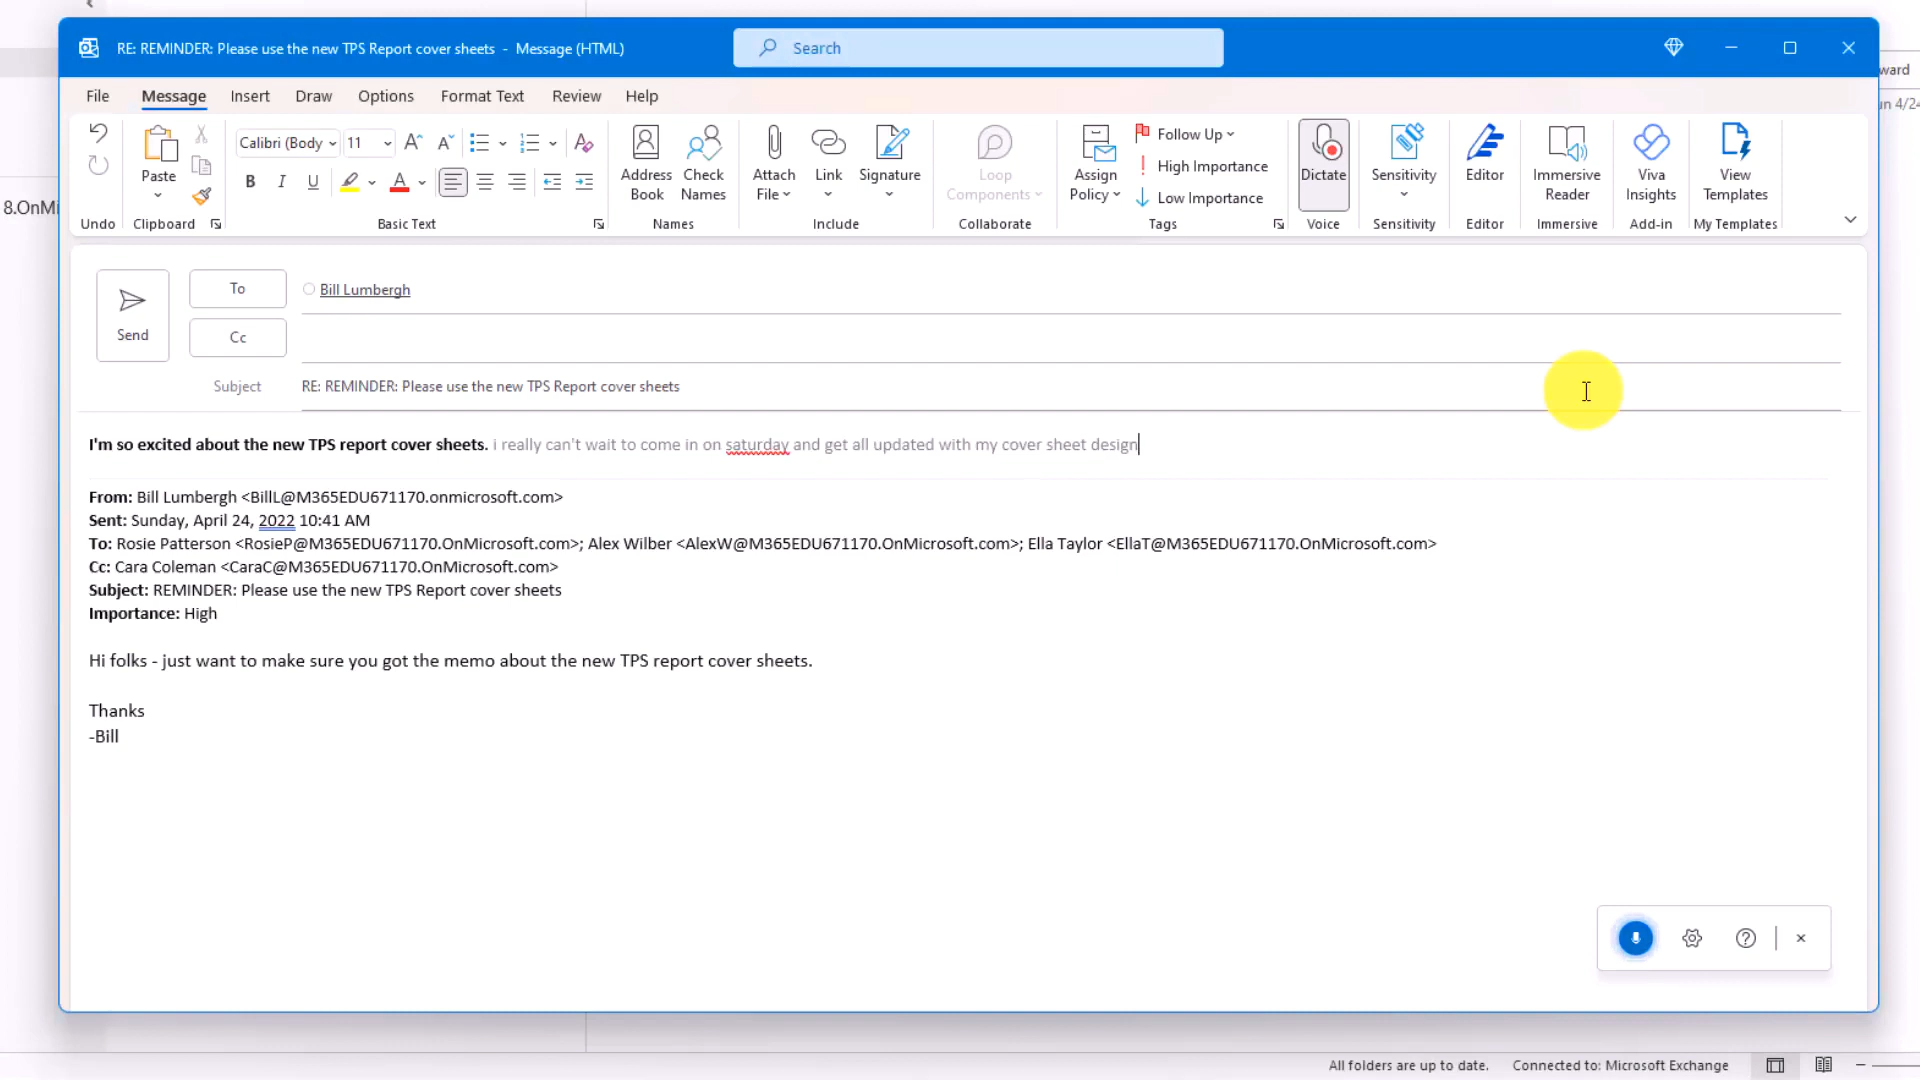 RE: REMINDER: Please use the new TPS Report cover sheets - Message (HTML)
Search
File Message Insert Draw Options Format Text Review Help
Undo
Paste
Clipboard
Calibri (Body 11
B I U A
Basic Text
Address Book
Check Names
Names
Attach File
Link
Signature
Include
Loop Components
Collaborate
Assign Policy
Follow Up
High Importance
Low Importance
Tags
Dictate
Voice
Sensitivity
Sensitivity
Editor
Editor
Immersive Reader
Immersive
Viva Insights
Add-in
View Templates
My Templates
8.OnMi
ward
un 4/24
Send
To Bill Lumbergh
Cc
Subject RE: REMINDER: Please use the new TPS Report cover sheets
I'm so excited about the new TPS report cover sheets. i really can't wait to come in on saturday and get all updated with my cover sheet design
From: Bill Lumbergh <BillL@M365EDU671170.onmicrosoft.com>
Sent: Sunday, April 24, 2022 10:41 AM
To: Rosie Patterson <RosieP@M365EDU671170.OnMicrosoft.com>; Alex Wilber <AlexW@M365EDU671170.OnMicrosoft.com>; Ella Taylor <EllaT@M365EDU671170.OnMicrosoft.com>
Cc: Cara Coleman <CaraC@M365EDU671170.OnMicrosoft.com>
Subject: REMINDER: Please use the new TPS Report cover sheets
Importance: High
Hi folks - just want to make sure you got the memo about the new TPS report cover sheets.
Thanks
-Bill
All folders are up to date. Connected to: Microsoft Exchange